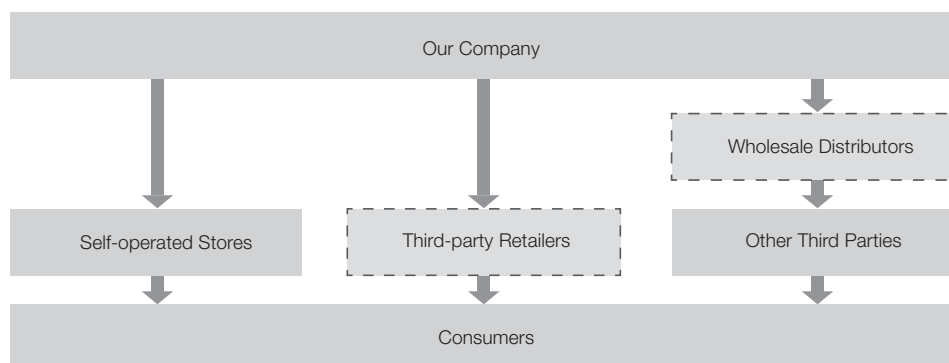 Our Company
Wholesale Distributors
Self-operated Stores
Third-party Retailers
Other Third Parties
Consumers